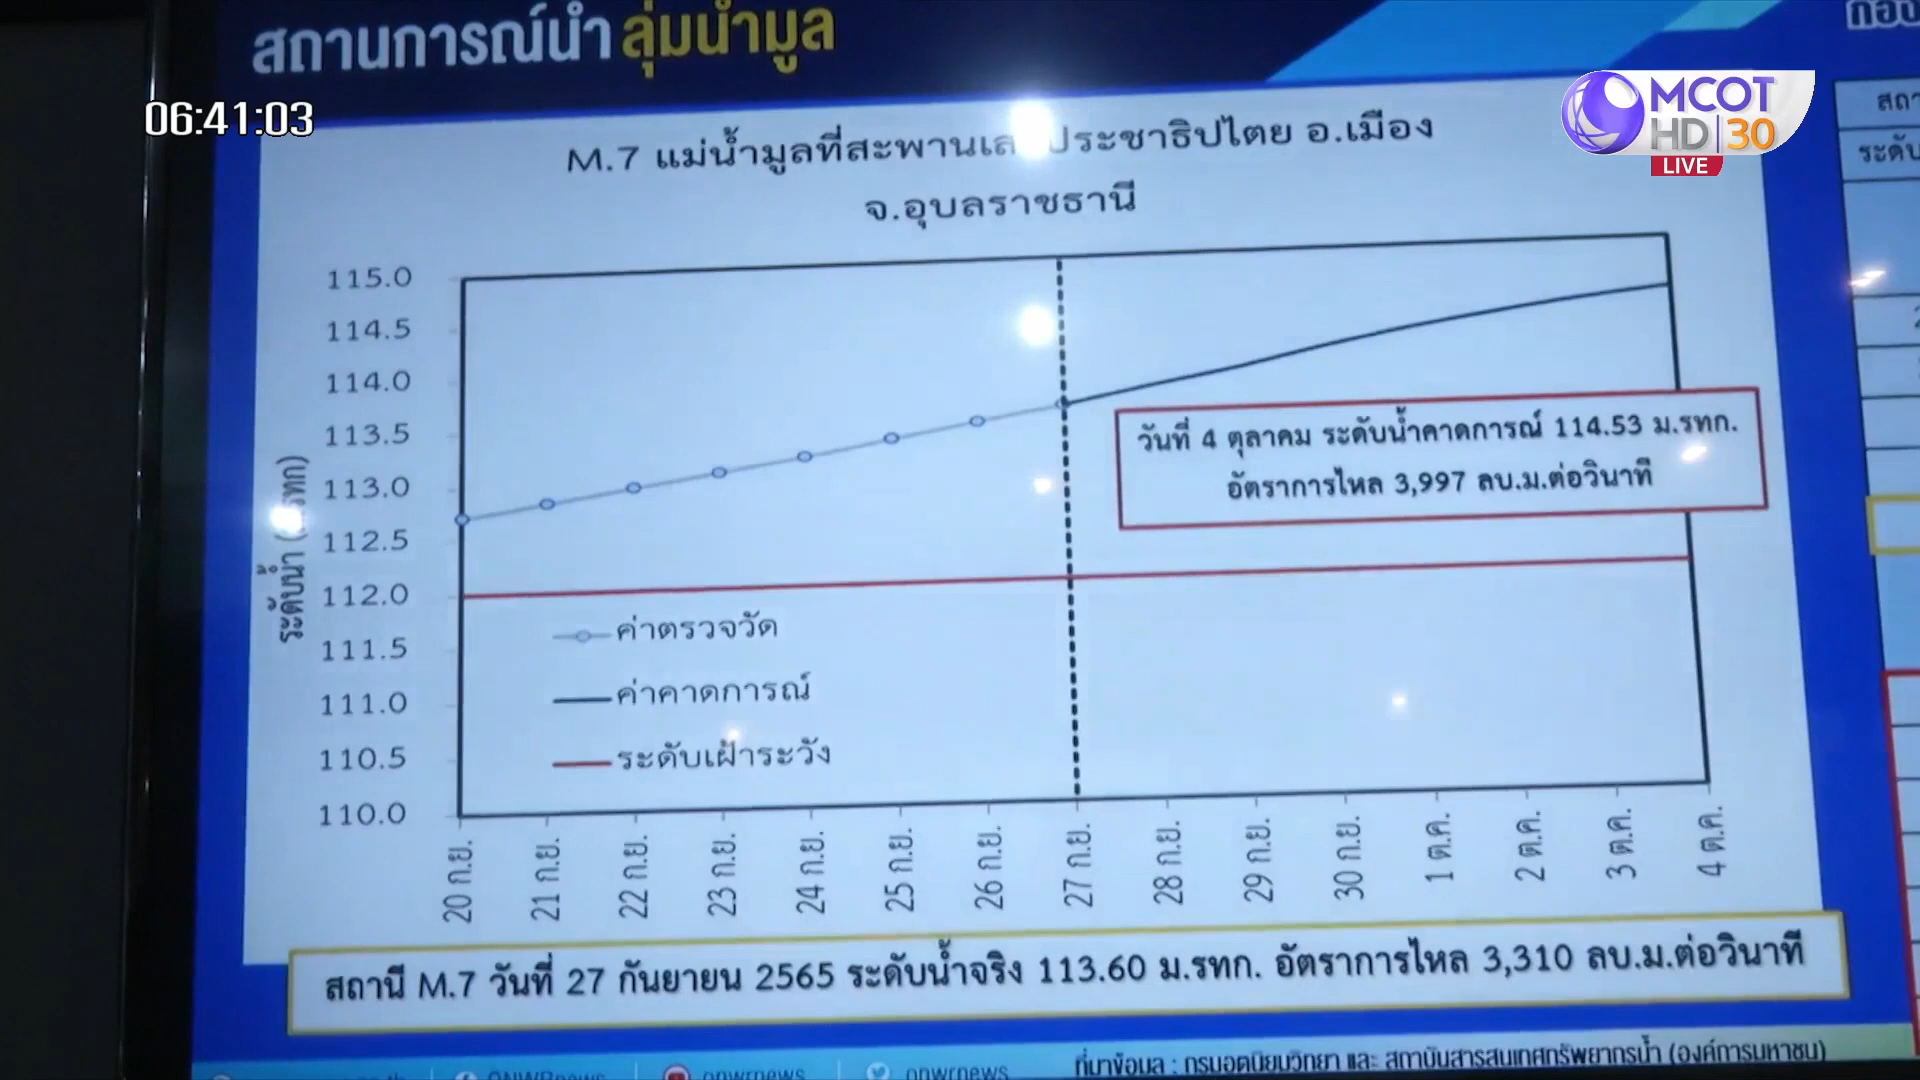 สถานการณ์น้ำ ลุ่มน้ำมูล
06:41:03
MCOT
HD 30
LIVE
M.7 แม่น้ำมูลที่สะพาน ประชาธิปไตย อ.เมือง
จ.อุบลราชธานี
ระดับน้ำ
115.0
114.5
114.0
113.5
113.0
112.5
112.0
111.5
111.0
110.5
110.0
วันที่ 4 ตุลาคม ระดับน้ำคาดการณ์ 114.53 ม.รทก.
อัตราการไหล 3,997 ลบ.ม.ต่อวินาที
ค่าตรวจวัด
ค่าคาดการณ์
ระดับเฝ้าระวัง
20 ก.ย.
21 ก.ย.
22 ก.ย.
23 ก.ย.
24 ก.ย.
25 ก.ย.
26 ก.ย.
27 ก.ย.
28 ก.ย.
29 ก.ย.
30 ก.ย.
1 ต.ค.
2 ต.ค.
3 ต.ค.
4 ต.ค.
สถานี M.7 วันที่ 27 กันยายน 2565 ระดับน้ำจริง 113.60 ม.รทก. อัตราการไหล 3,310 ลบ.ม.ต่อวินาที
ที่มาข้อมูล : กรมอุตุนิยมวิทยา และ สถาบันสารสนเทศทรัพยากรน้ำ (องค์การมหาชน)
ONWRnews
onwrnews
onwrnews